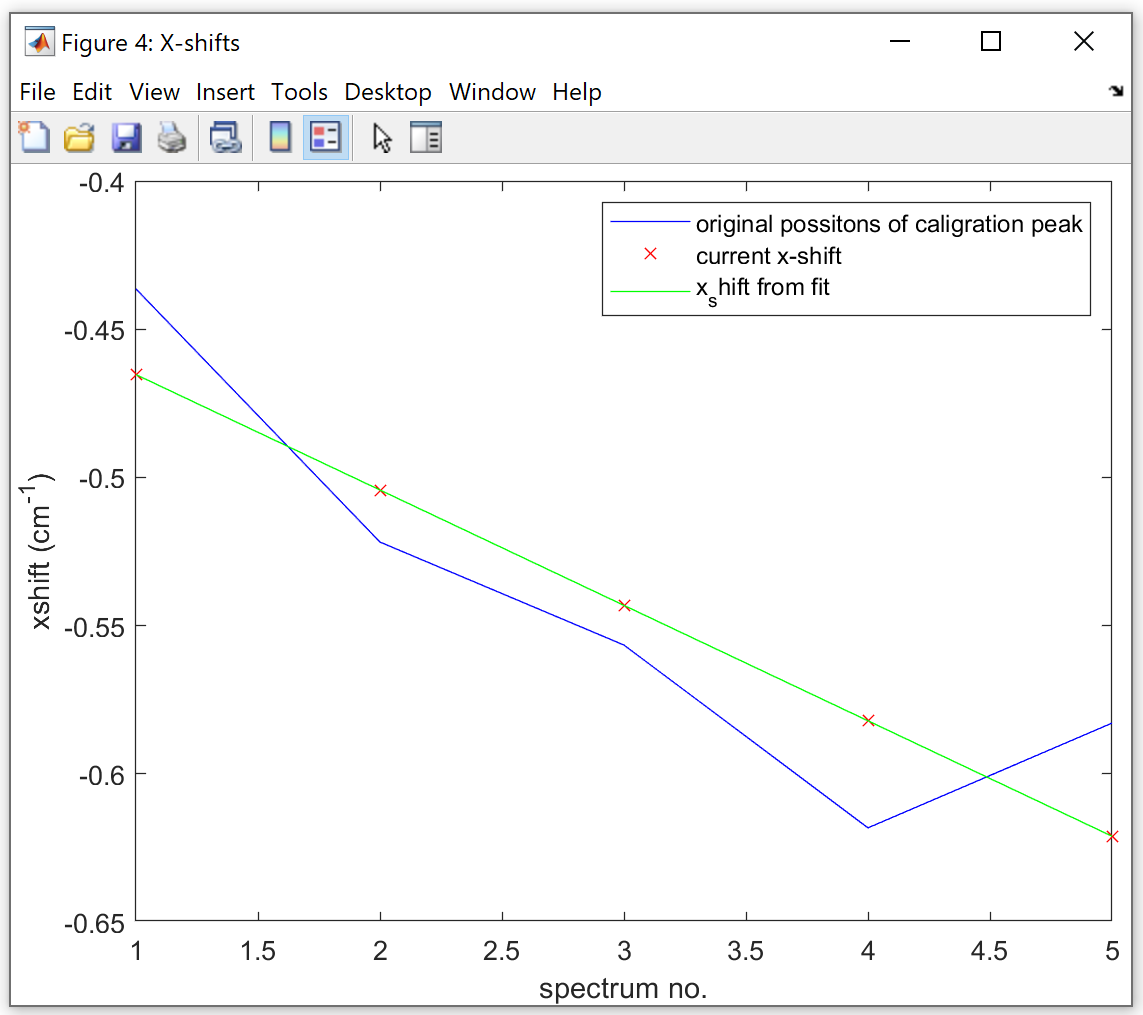 Figure 4: X-shifts
File Edit View Insert Tools Desktop Window Help
original possitons of caligration peak
current x-shift
x_shift from fit
-0.4
-0.45
-0.5
-0.55
-0.6
-0.65
xshift (cm^-1)
1 1.5 2 2.5 3 3.5 4 4.5 5
spectrum no.